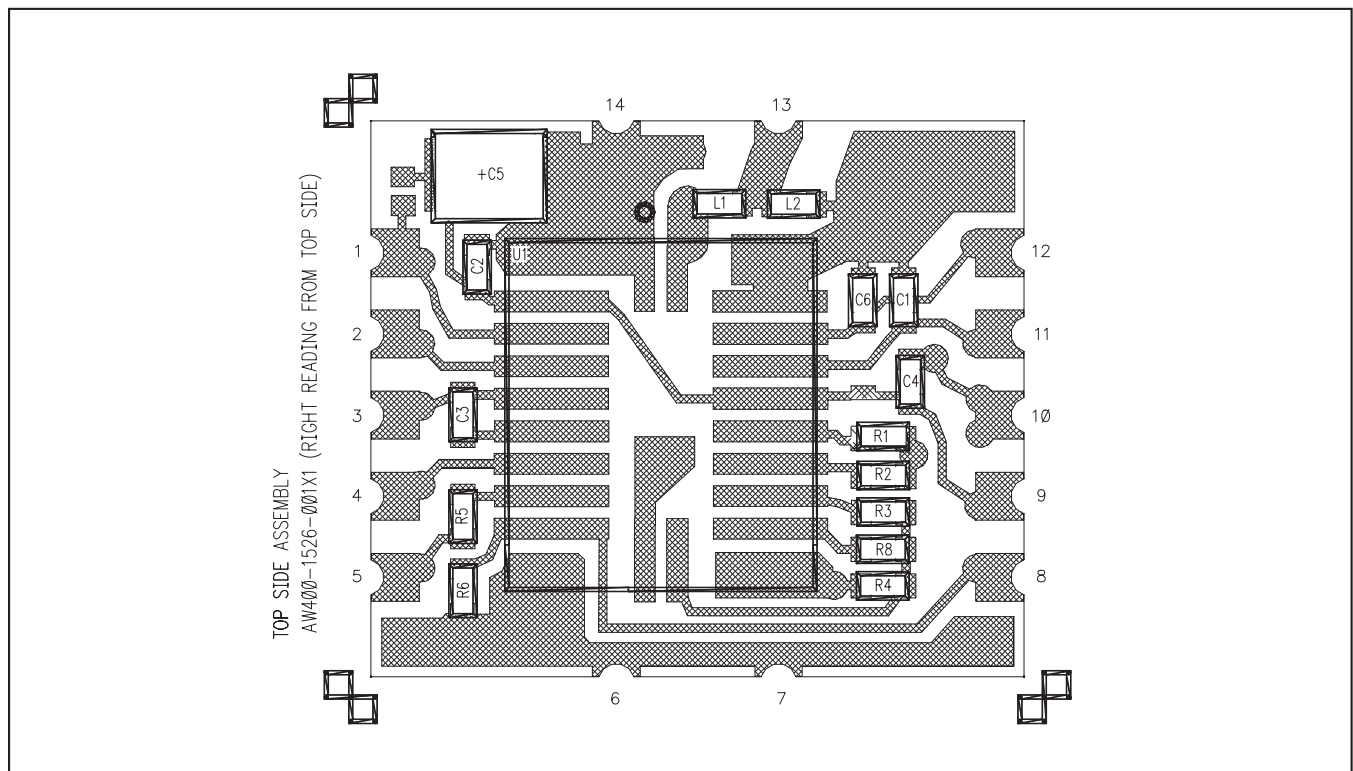 TOP SIDE ASSEMBLY
AW400-1526-001X1 (RIGHT READING FROM TOP SIDE)
14
13
+C5
L1
L2
1
U1
12
C2
C6
C1
2
11
C4
3
C3
10
R1
R2
4
9
R5
R3
R8
5
8
R6
R4
6
7